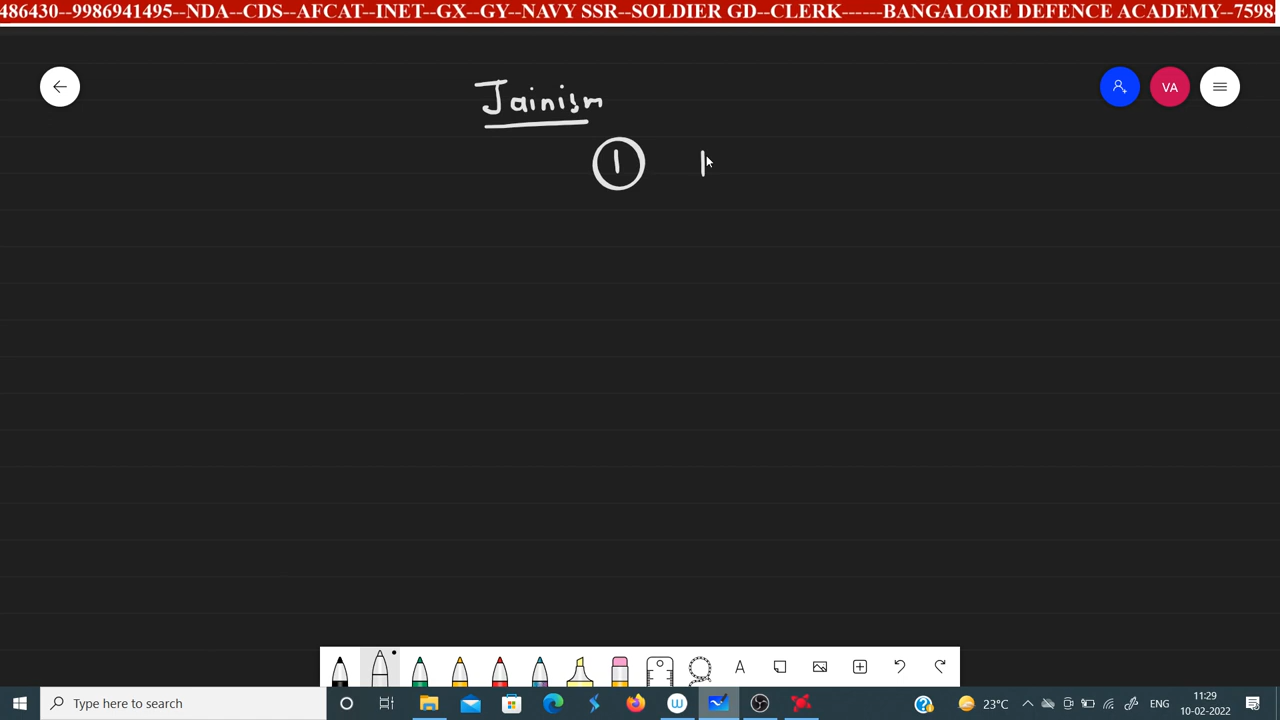 486430--9986941495--NDA--CDS--AFCAT--INET--GX--GY--NAVY SSR--SOLDIER GD--CLERK------BANGALORE DEFENCE ACADEMY--7598
VA
Jainism
1
A
Type here to search
23°C
ENG
11:29
10-02-2022